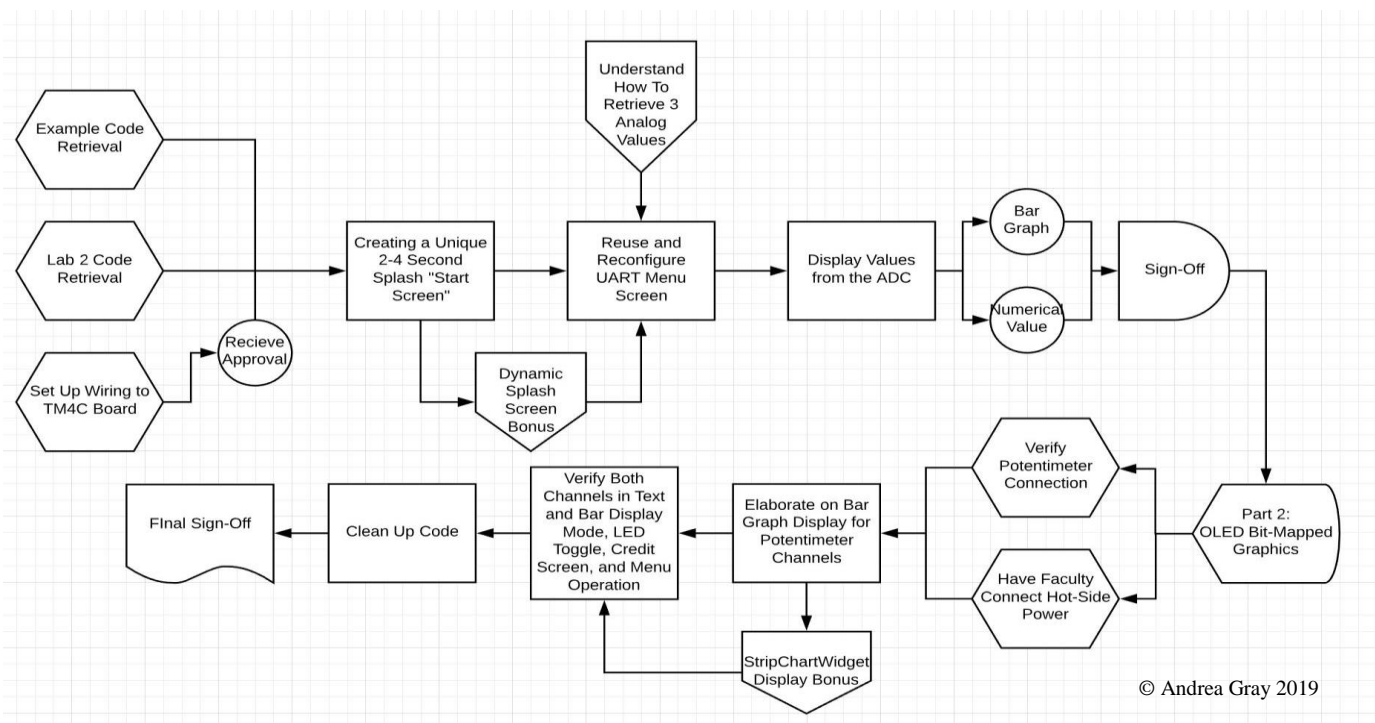 Understand
How To
Retrieve 3
Analog
Values
Example Code
Retrieval
Lab 2 Code
Retrieval
Set Up Wiring to
TM4C Board
Recieve
Approval
Creating a Unique
2-4 Second
Splash "Start
Screen"
Dynamic
Splash
Screen
Bonus
Reuse and
Reconfigure
UART Menu
Screen
Display Values
from the ADC
Bar
Graph
Numerical
Value
Sign-Off
Part 2:
OLED Bit-Mapped
Graphics
Verify
Potentimeter
Connection
Have Faculty
Connect Hot-Side
Power
Elaborate on Bar
Graph Display for
Potentimeter
Channels
StripChartWidget
Display Bonus
Verify Both
Channels in Text
and Bar Display
Mode, LED
Toggle, Credit
Screen, and Menu
Operation
Clean Up Code
FInal Sign-Off
© Andrea Gray 2019